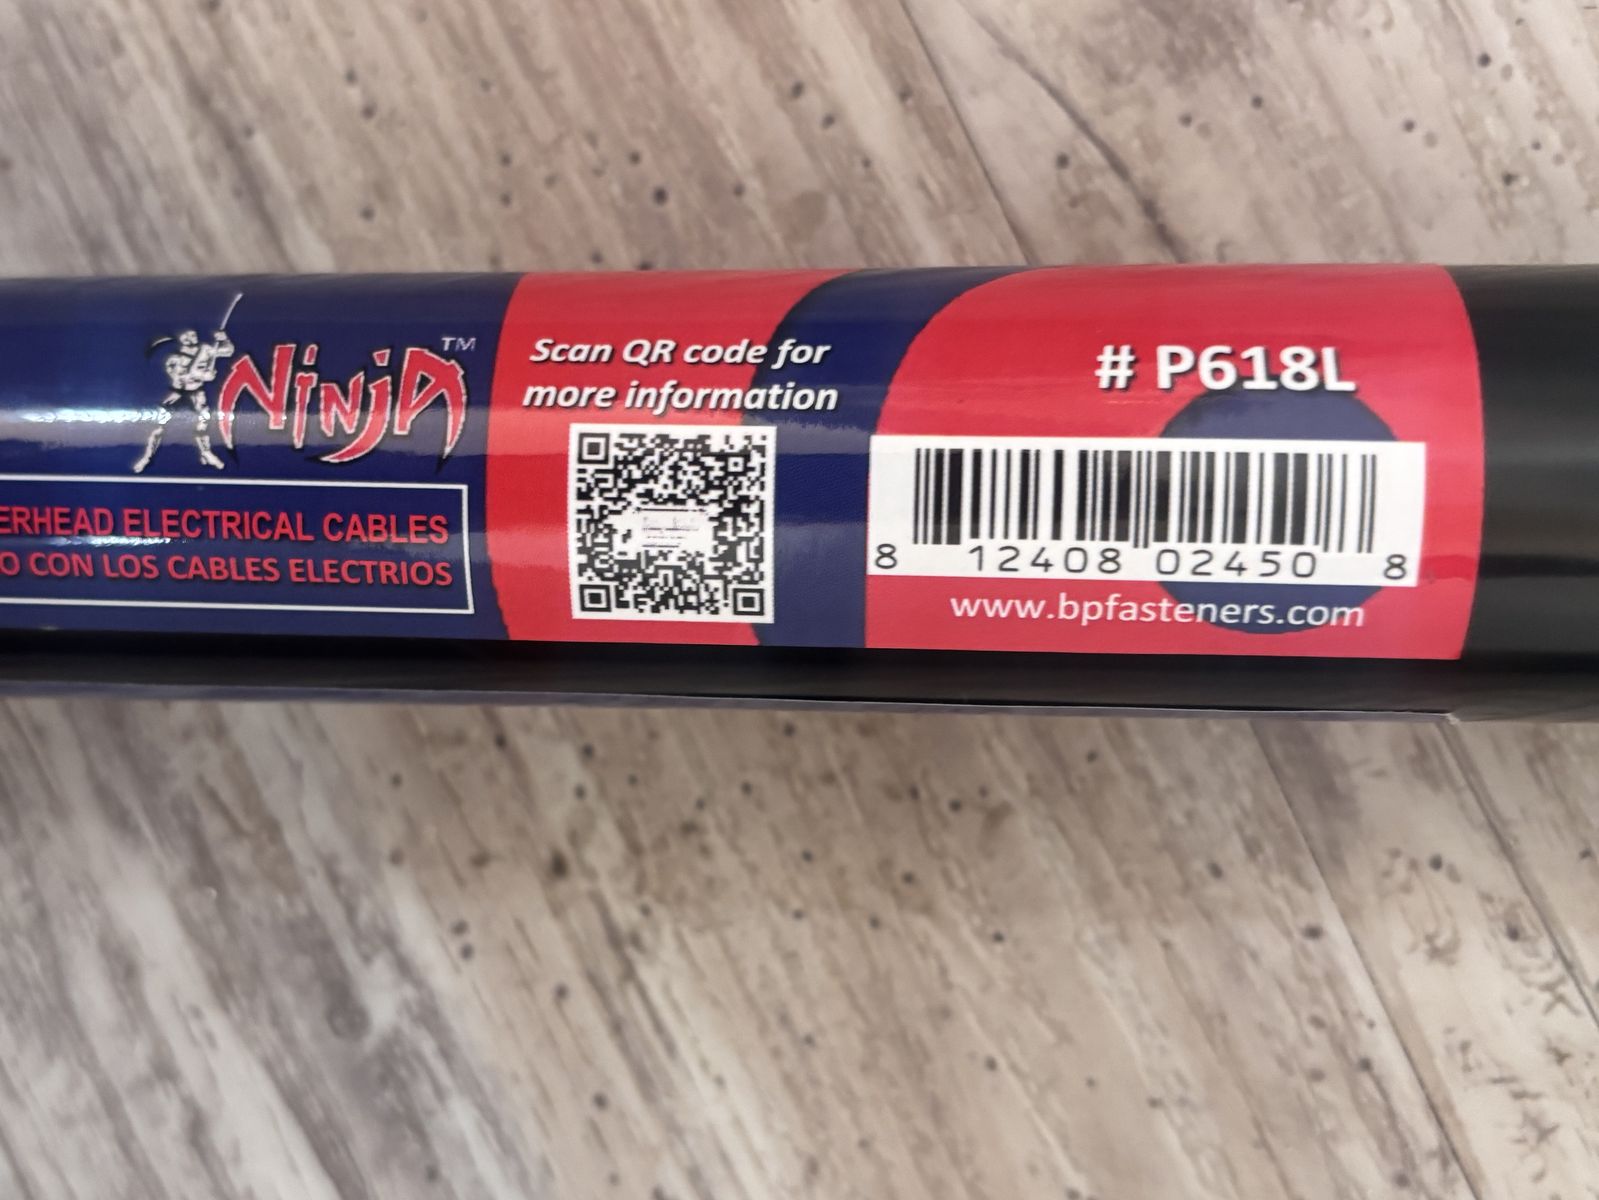 NINJA™
ERHEAD ELECTRICAL CABLES
O CON LOS CABLES ELECTRIOS
Scan QR code for
more information
# P618L
8 12408 02450 8
www.bpfasteners.com